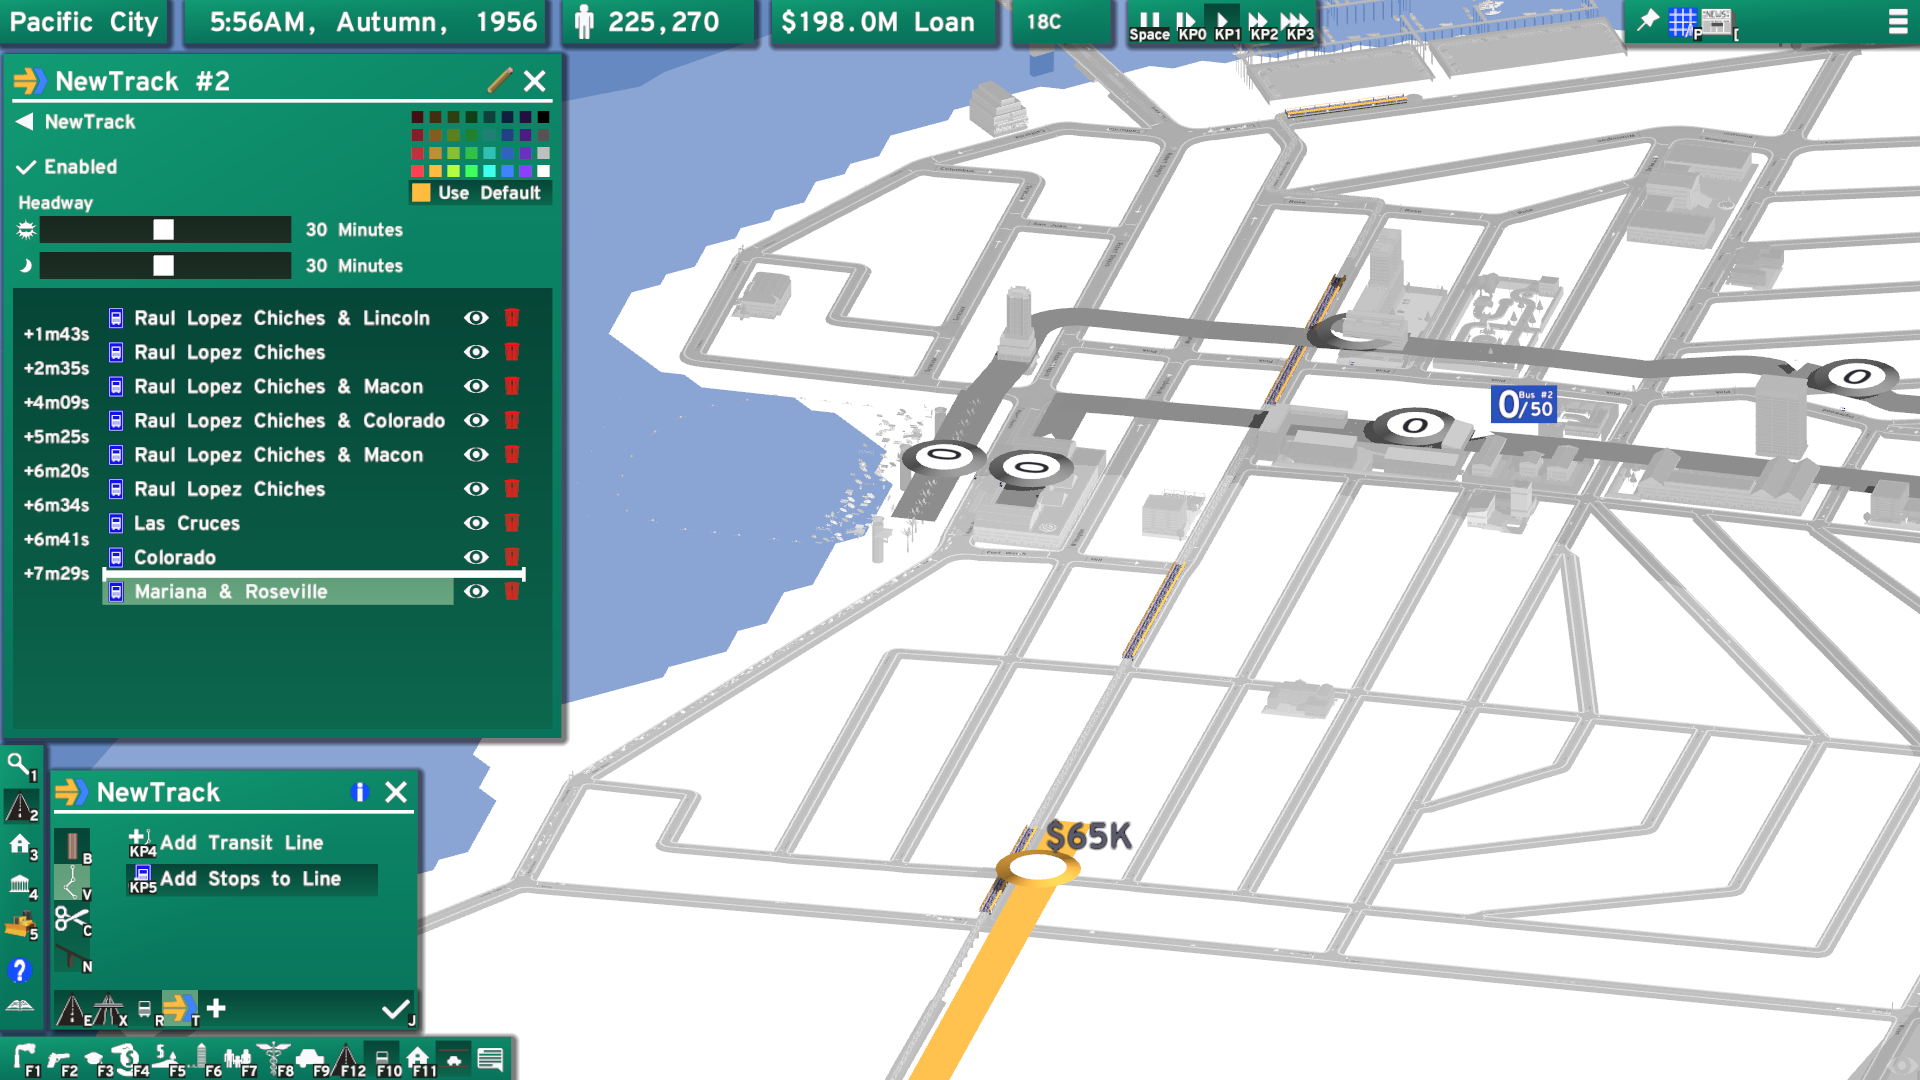 Pacific City
5:56AM, Autumn, 1956
225,270
$198.0M Loan
18C
Space KP0 KP1 KP2 KP3
P [
NewTrack #2
NewTrack
Enabled
Use Default
Headway
30 Minutes
30 Minutes
Raul Lopez Chiches & Lincoln
+1m43s
Raul Lopez Chiches
+2m35s
Raul Lopez Chiches & Macon
+4m09s
Raul Lopez Chiches & Colorado
+5m25s
Raul Lopez Chiches & Macon
+6m20s
Raul Lopez Chiches
+6m34s
Las Cruces
+6m41s
Colorado
+7m29s
Mariana & Roseville
0/50
Bus #2
$65K
1
2
3
4
5
NewTrack
B
V
C
N
KP4 Add Transit Line
KP5 Add Stops to Line
E X R T J
F1 F2 F3 F4 F5 F6 F7 F8 F9 F12 F10 F11